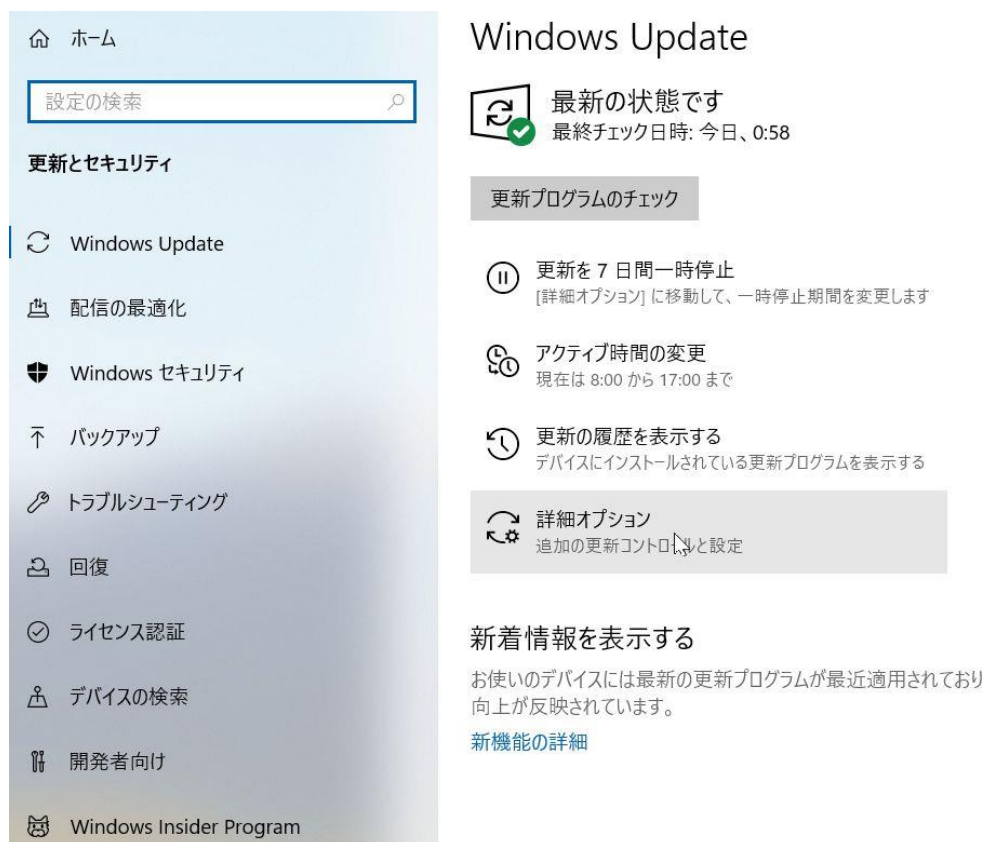 ホーム
設定の検索
更新とセキュリティ
Windows Update
配信の最適化
Windows セキュリティ
バックアップ
トラブルシューティング
回復
ライセンス認証
デバイスの検索
開発者向け
Windows Insider Program
Windows Update
最新の状態です
最終チェック日時: 今日、0:58
更新プログラムのチェック
更新を 7 日間一時停止
[詳細オプション] に移動して、一時停止期間を変更します
アクティブ時間の変更
現在は 8:00 から 17:00 まで
更新の履歴を表示する
デバイスにインストールされている更新プログラムを表示する
詳細オプション
追加の更新コントロールと設定
新着情報を表示する
お使いのデバイスには最新の更新プログラムが最近適用されており
向上が反映されています。
新機能の詳細